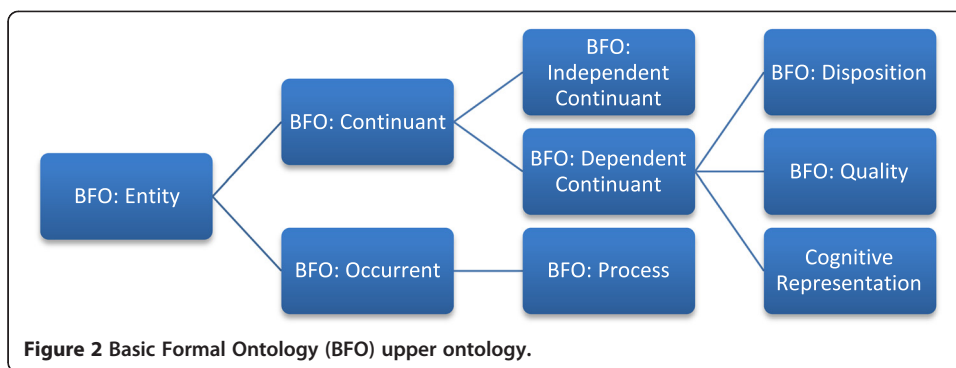 BFO: Entity
BFO: Continuant
BFO: Occurrent
BFO:
Independent
Continuant
BFO: Dependent
Continuant
BFO: Process
BFO: Disposition
BFO: Quality
Cognitive
Representation
Figure 2 Basic Formal Ontology (BFO) upper ontology.